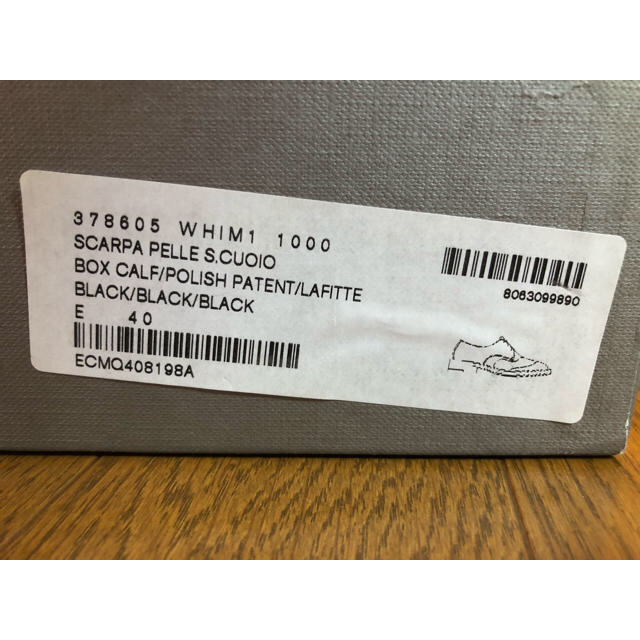 378605 WHIM1 1000
SCARPA PELLE S.CUOIO
BOX CALF/POLISH PATENT/LAFITTE
BLACK/BLACK/BLACK
E 40
ECMQ408198A
8063099890